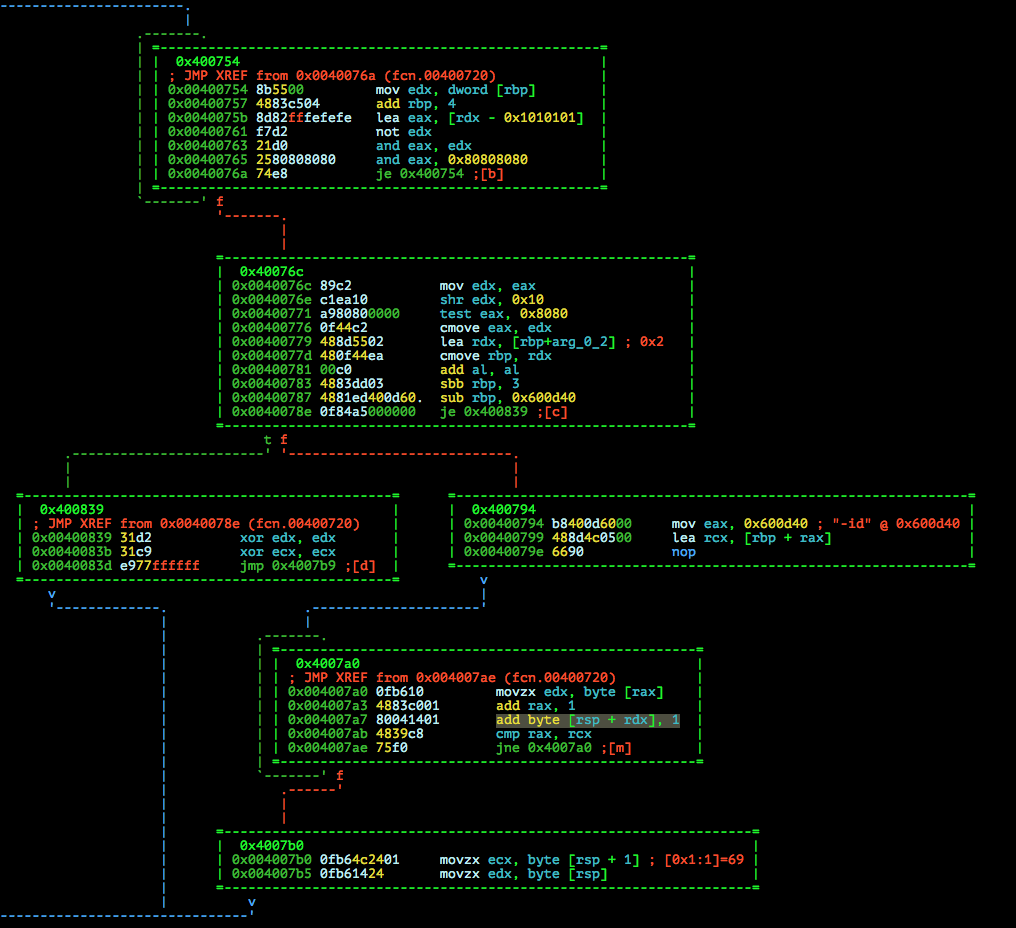 0x400754
; JMP XREF from 0x0040076a (fcn.00400720)
0x00400754 8b5500 mov edx, dword [rbp]
0x00400757 4883c504 add rbp, 4
0x0040075b 8d82fffefefe lea eax, [rdx - 0x1010101]
0x00400761 f7d2 not edx
0x00400763 21d0 and eax, edx
0x00400765 2580808080 and eax, 0x80808080
0x0040076a 74e8 je 0x400754 ;[b]
f
0x40076c
0x0040076c 89c2 mov edx, eax
0x0040076e c1ea10 shr edx, 0x10
0x00400771 a980800000 test eax, 0x8080
0x00400776 0f44c2 cmove eax, edx
0x00400779 488d5502 lea rdx, [rbp+arg_0_2] ; 0x2
0x0040077d 480f44ea cmove rbp, rdx
0x00400781 00c0 add al, al
0x00400783 4883dd03 sbb rbp, 3
0x00400787 4881ed400d60. sub rbp, 0x600d40
0x0040078e 0f84a5000000 je 0x400839 ;[c]
t f
0x400839
; JMP XREF from 0x0040078e (fcn.00400720)
0x00400839 31d2 xor edx, edx
0x0040083b 31c9 xor ecx, ecx
0x0040083d e977ffffff jmp 0x4007b9 ;[d]
v
0x400794
0x00400794 b8400d6000 mov eax, 0x600d40 ; "-id" @ 0x600d40
0x00400799 488d4c0500 lea rcx, [rbp + rax]
0x0040079e 6690 nop
v
0x4007a0
; JMP XREF from 0x004007ae (fcn.00400720)
0x004007a0 0fb610 movzx edx, byte [rax]
0x004007a3 4883c001 add rax, 1
0x004007a7 80041401 add byte [rsp + rdx], 1
0x004007ab 4839c8 cmp rax, rcx
0x004007ae 75f0 jne 0x4007a0 ;[m]
f
0x4007b0
0x004007b0 0fb64c2401 movzx ecx, byte [rsp + 1] ; [0x1:1]=69
0x004007b5 0fb61424 movzx edx, byte [rsp]
v